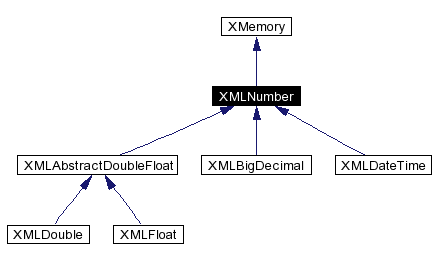 XMemory
XMLNumber
XMLAbstractDoubleFloat
XMLBigDecimal
XMLDateTime
XMLDouble
XMLFloat